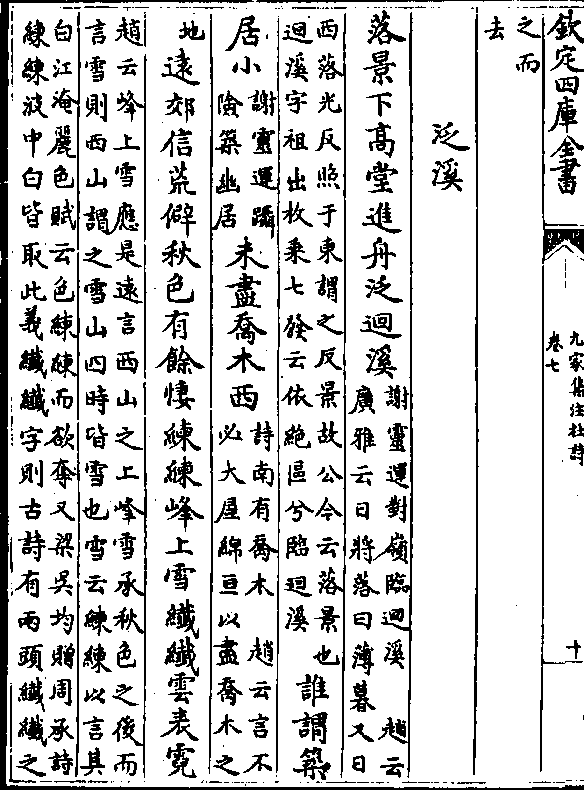 欽定四庫全書
九家集注杜詩
卷七
十
之而
去
泛溪
落景下高堂進舟泛迴溪
謝靈運對嶺臨迴溪　趙云
廣雅云日將落曰薄暮又曰
西落光反照于東謂之反景故公今云落景也
迴溪字祖出枚乗七發云依絶區兮臨迴溪
誰謂築
居小
謝靈運躡
險築幽居
未盡喬木西
詩南有喬木　趙云言不
必大屋綿亘以盡喬木之
地
遠郊信荒僻秋色有餘悽練練峰上雪纖纖雲表霓
趙云峰上雪應是遠言西山之上峰雪承秋色之後而
言雪則西山謂之雪山四時皆雪也雪云練練以言其
白江淹麗色賦云色練練而欲奪又梁吳均贈周承詩
練練波中白皆取此義纖纖字則古詩有兩頭纖纖之